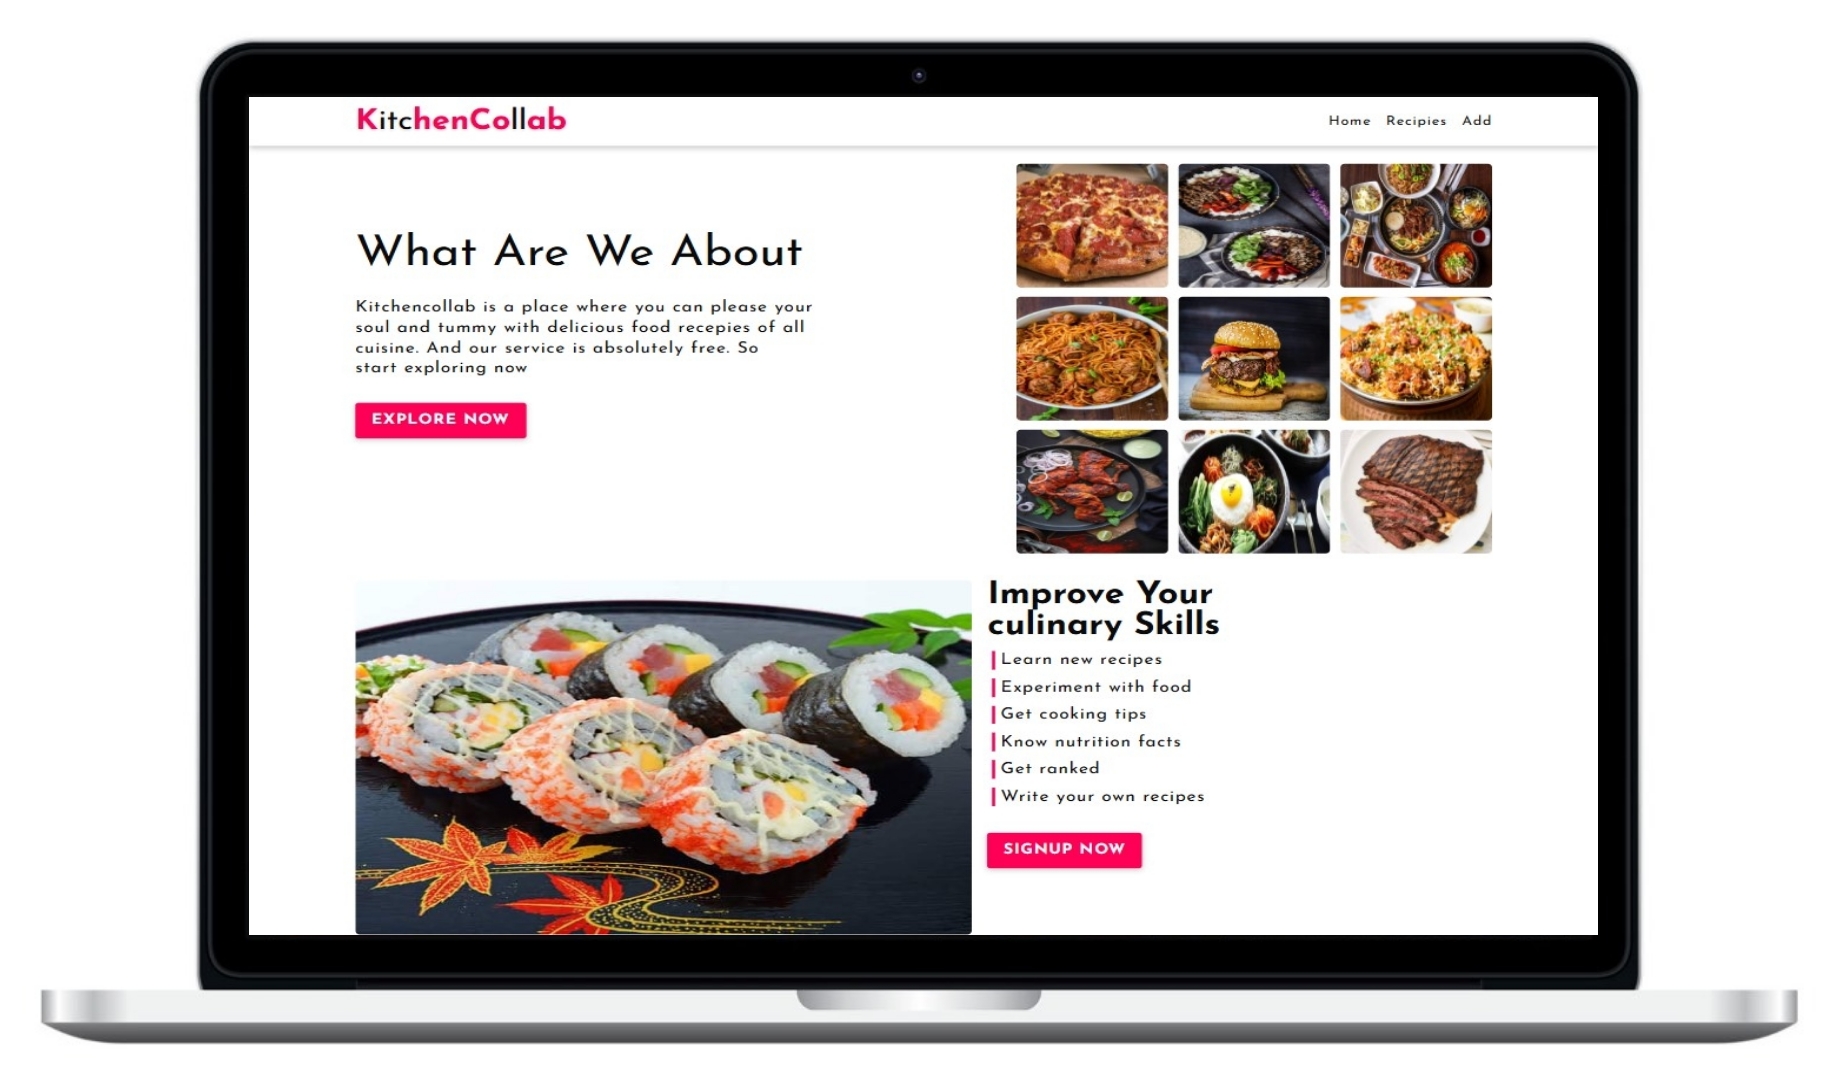 KitchenCollab
Home Recipies Add
What Are We About
Kitchencollab is a place where you can please your
soul and tummy with delicious food recepies of all
cuisine. And our service is absolutely free. So
start exploring now
EXPLORE NOW
Improve Your
culinary Skills
Learn new recipes
Experiment with food
Get cooking tips
Know nutrition facts
Get ranked
Write your own recipes
SIGNUP NOW